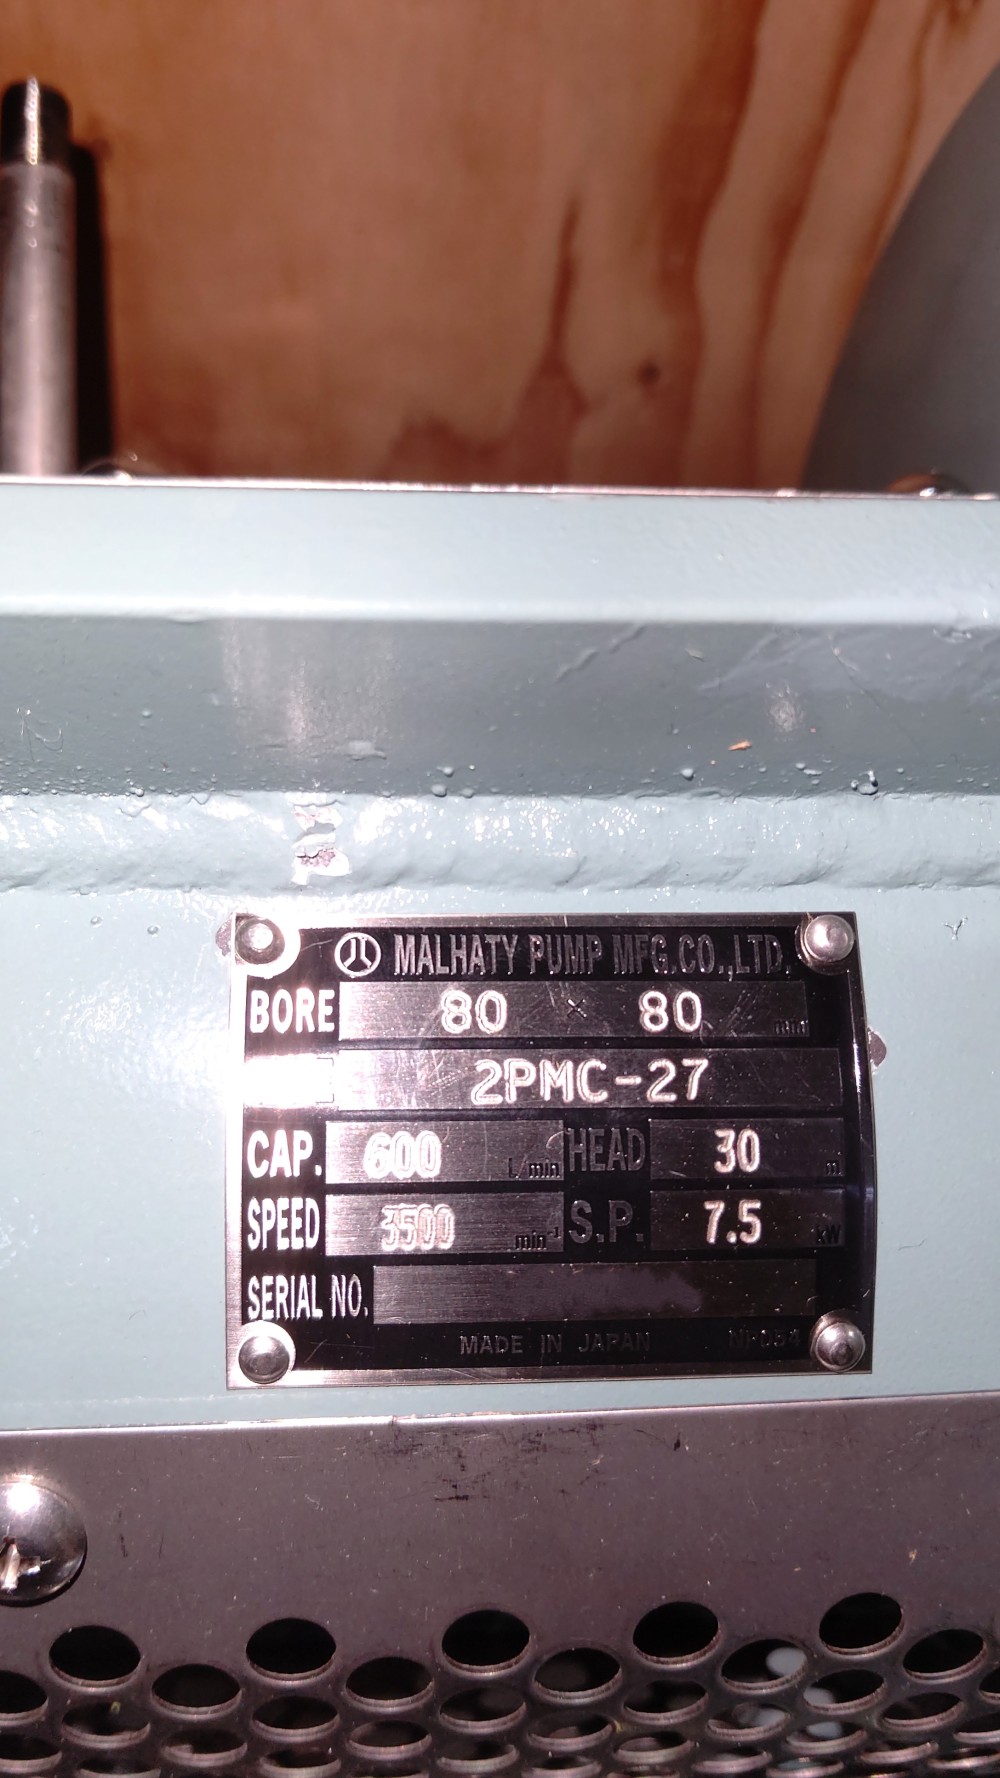 MALHATY PUMP MFG.CO.,LTD.
BORE 80 × 80 mm
2PMC-27
CAP. 600 L/min HEAD 30 m
SPEED 3500 min⁻¹ S.P. 7.5 kW
SERIAL NO.
MADE IN JAPAN